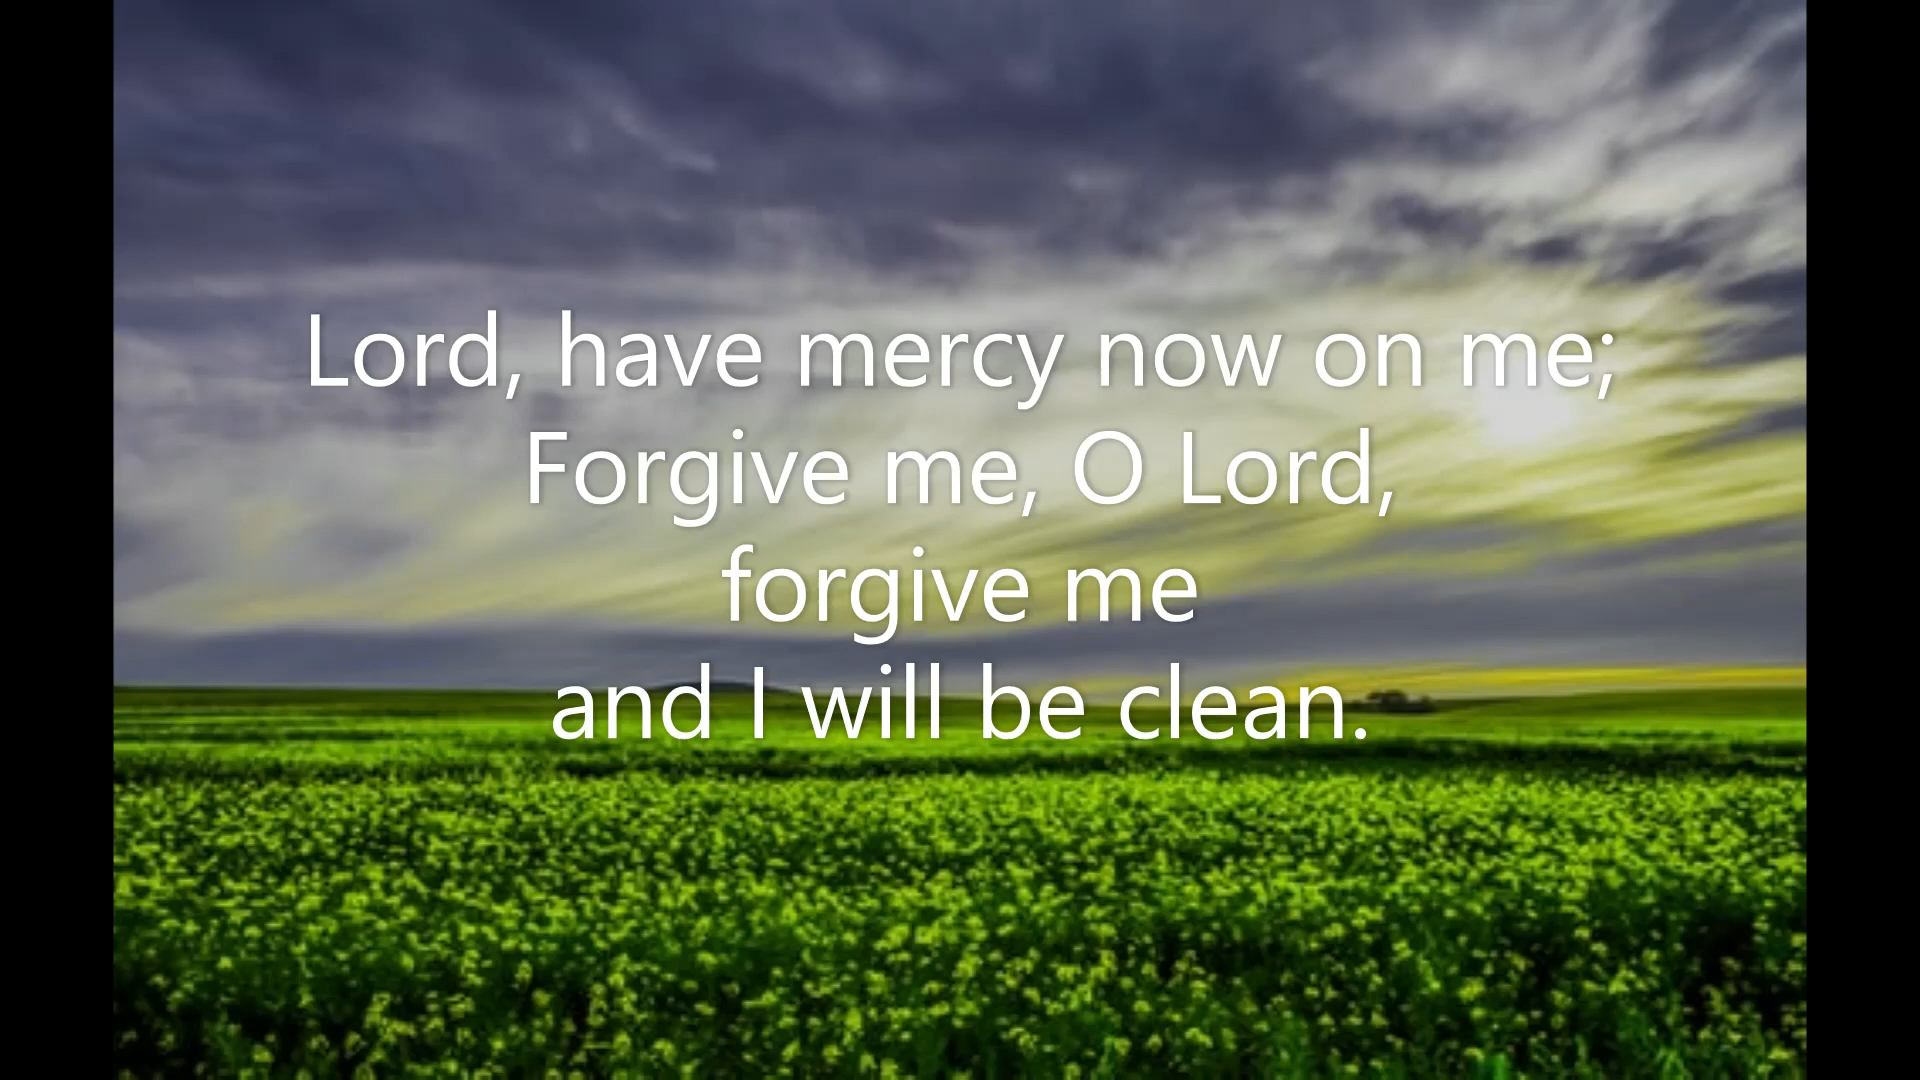 Lord, have mercy now on me;
Forgive me, O Lord,
forgive me
and I will be clean.